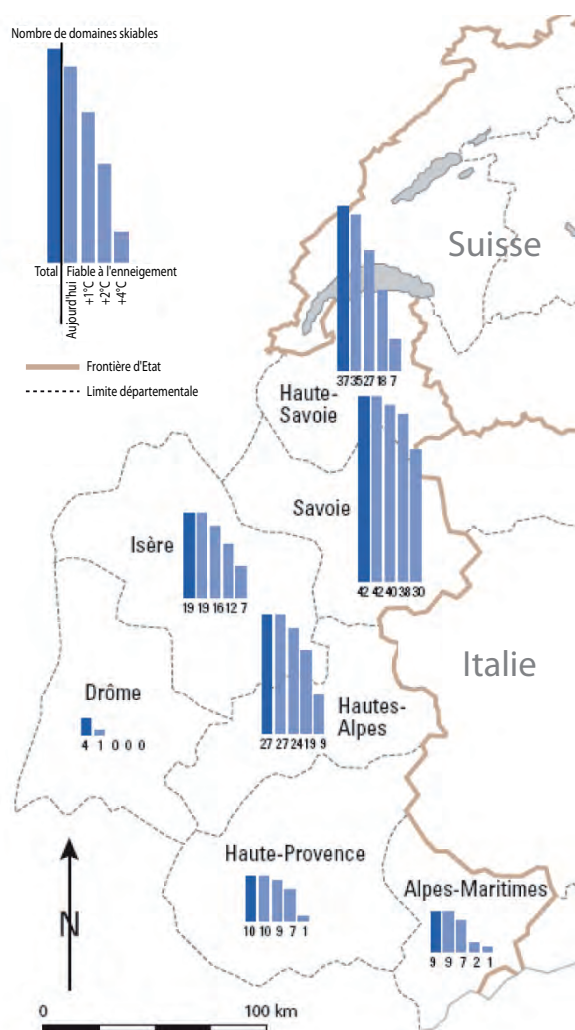 Nombre de domaines skiables
Total
Fiable à l'enneigement
Aujourd'hui
+1°C
+2°C
+4°C
Frontière d'Etat
Limite départementale
Suisse
37 35 27 18 7
Haute-
Savoie
Savoie
42 42 40 38 30
Isère
19 19 16 12 7
Italie
Drôme
4 1 0 0 0
Hautes-
Alpes
27 27 24 19 9
Haute-Provence
10 10 9 7 1
Alpes-Maritimes
9 9 7 2 1
N
0 100 km